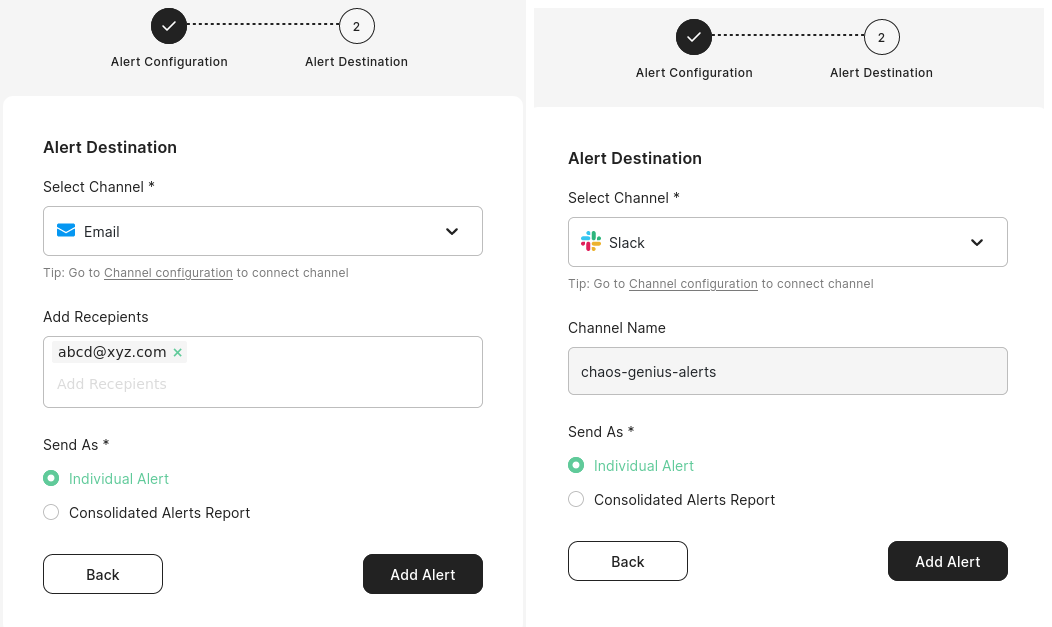 2
Alert Configuration
Alert Destination
Alert Destination
Select Channel *
Email
Tip: Go to Channel configuration to connect channel
Add Recepients
abcd@xyz.com ×
Add Recepients
Send As *
Individual Alert
Consolidated Alerts Report
Back
Add Alert
2
Alert Configuration
Alert Destination
Alert Destination
Select Channel *
Slack
Tip: Go to Channel configuration to connect channel
Channel Name
chaos-genius-alerts
Send As *
Individual Alert
Consolidated Alerts Report
Back
Add Alert